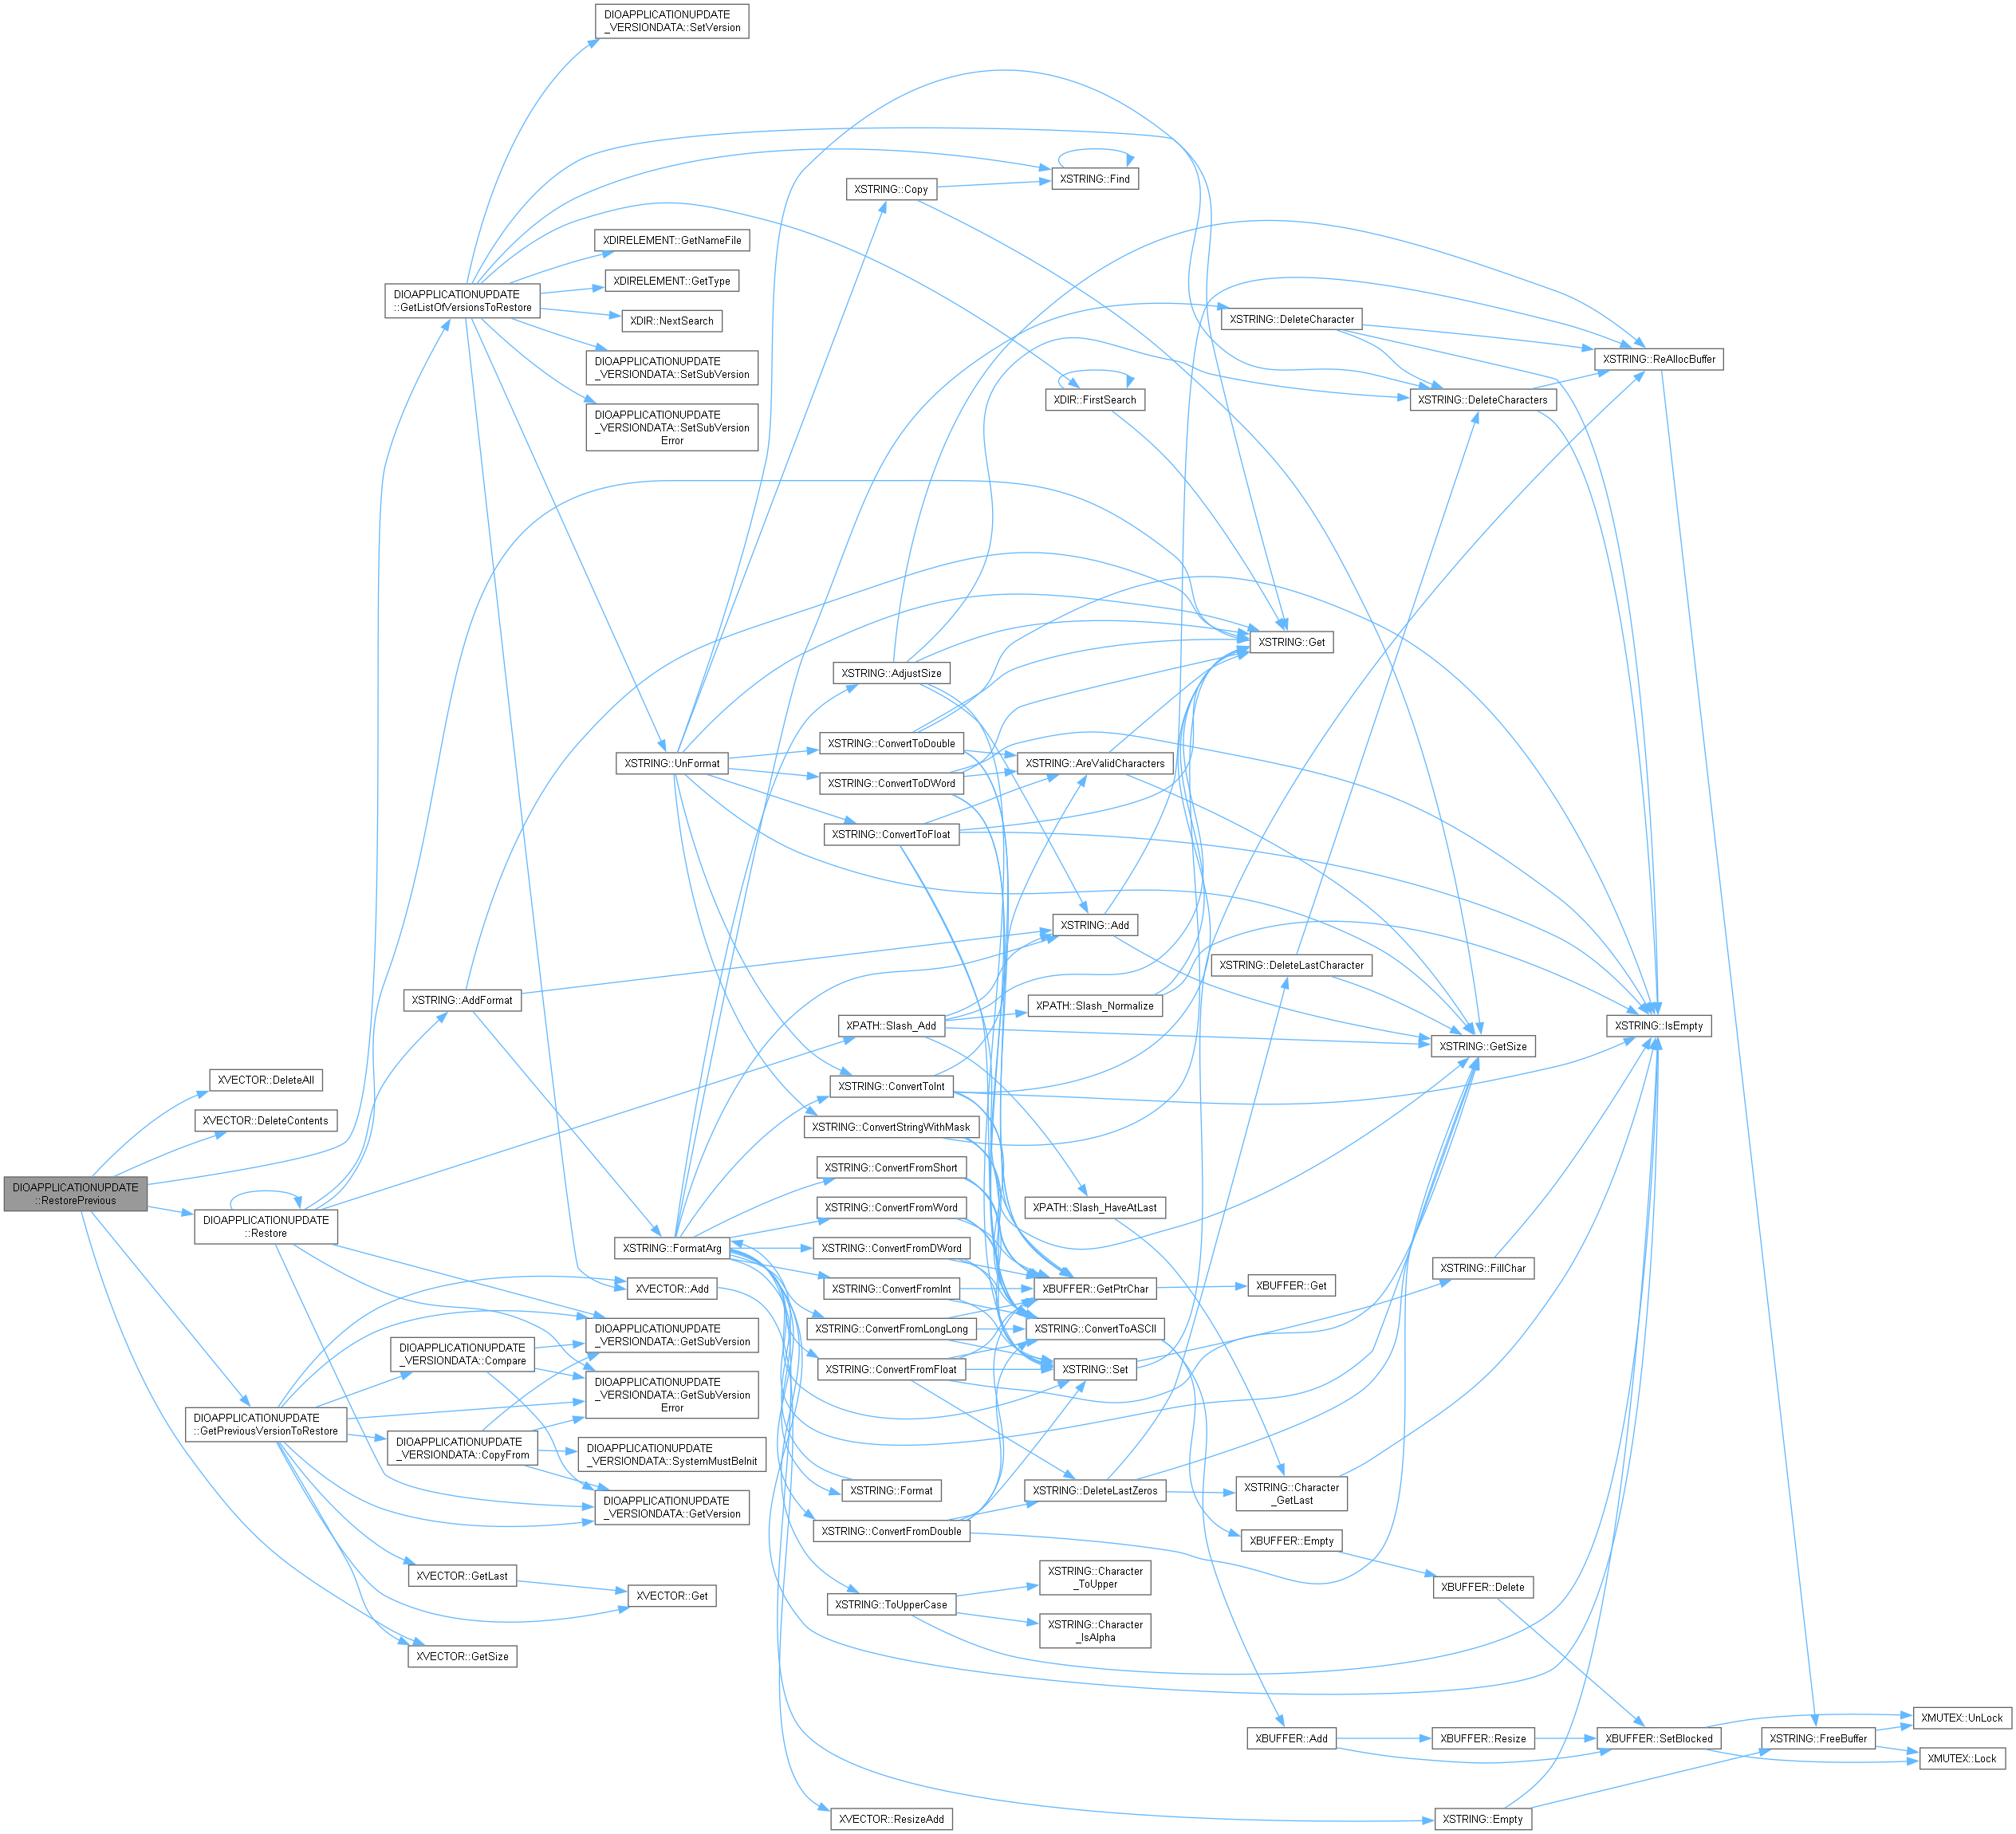 DIOAPPLICATIONUPDATE
::RestorePrevious
XVECTOR::DeleteAll
XVECTOR::DeleteContents
DIOAPPLICATIONUPDATE
::Restore
DIOAPPLICATIONUPDATE
::GetPreviousVersionToRestore
DIOAPPLICATIONUPDATE
::GetListOfVersionsToRestore
XSTRING::AddFormat
DIOAPPLICATIONUPDATE
_VERSIONDATA::Compare
DIOAPPLICATIONUPDATE
_VERSIONDATA::CopyFrom
XVECTOR::GetLast
XVECTOR::GetSize
DIOAPPLICATIONUPDATE
_VERSIONDATA::SetVersion
XDIRELEMENT::GetNameFile
XDIRELEMENT::GetType
XDIR::NextSearch
DIOAPPLICATIONUPDATE
_VERSIONDATA::SetSubVersion
DIOAPPLICATIONUPDATE
_VERSIONDATA::SetSubVersion
Error
XSTRING::UnFormat
XSTRING::FormatArg
XVECTOR::Add
DIOAPPLICATIONUPDATE
_VERSIONDATA::GetSubVersion
DIOAPPLICATIONUPDATE
_VERSIONDATA::GetSubVersion
Error
DIOAPPLICATIONUPDATE
_VERSIONDATA::SystemMustBeInit
DIOAPPLICATIONUPDATE
_VERSIONDATA::GetVersion
XVECTOR::Get
XSTRING::Copy
XSTRING::AdjustSize
XSTRING::ConvertToDouble
XSTRING::ConvertToDWord
XSTRING::ConvertToFloat
XPATH::Slash_Add
XSTRING::ConvertToInt
XSTRING::ConvertStringWithMask
XSTRING::ConvertFromShort
XSTRING::ConvertFromWord
XSTRING::ConvertFromDWord
XSTRING::ConvertFromInt
XSTRING::ConvertFromLongLong
XSTRING::ConvertFromFloat
XSTRING::Format
XSTRING::ConvertFromDouble
XSTRING::ToUpperCase
XVECTOR::ResizeAdd
XSTRING::Find
XDIR::FirstSearch
XSTRING::AreValidCharacters
XSTRING::Add
XPATH::Slash_Normalize
XPATH::Slash_HaveAtLast
XBUFFER::GetPtrChar
XSTRING::ConvertToASCII
XSTRING::Set
XSTRING::DeleteLastZeros
XSTRING::Character
_ToUpper
XSTRING::Character
_IsAlpha
XSTRING::DeleteCharacter
XSTRING::Get
XSTRING::DeleteLastCharacter
XBUFFER::Get
XSTRING::Character
_GetLast
XBUFFER::Empty
XBUFFER::Add
XSTRING::DeleteCharacters
XSTRING::GetSize
XSTRING::FillChar
XBUFFER::Delete
XBUFFER::Resize
XSTRING::Empty
XSTRING::ReAllocBuffer
XSTRING::IsEmpty
XBUFFER::SetBlocked
XSTRING::FreeBuffer
XMUTEX::UnLock
XMUTEX::Lock